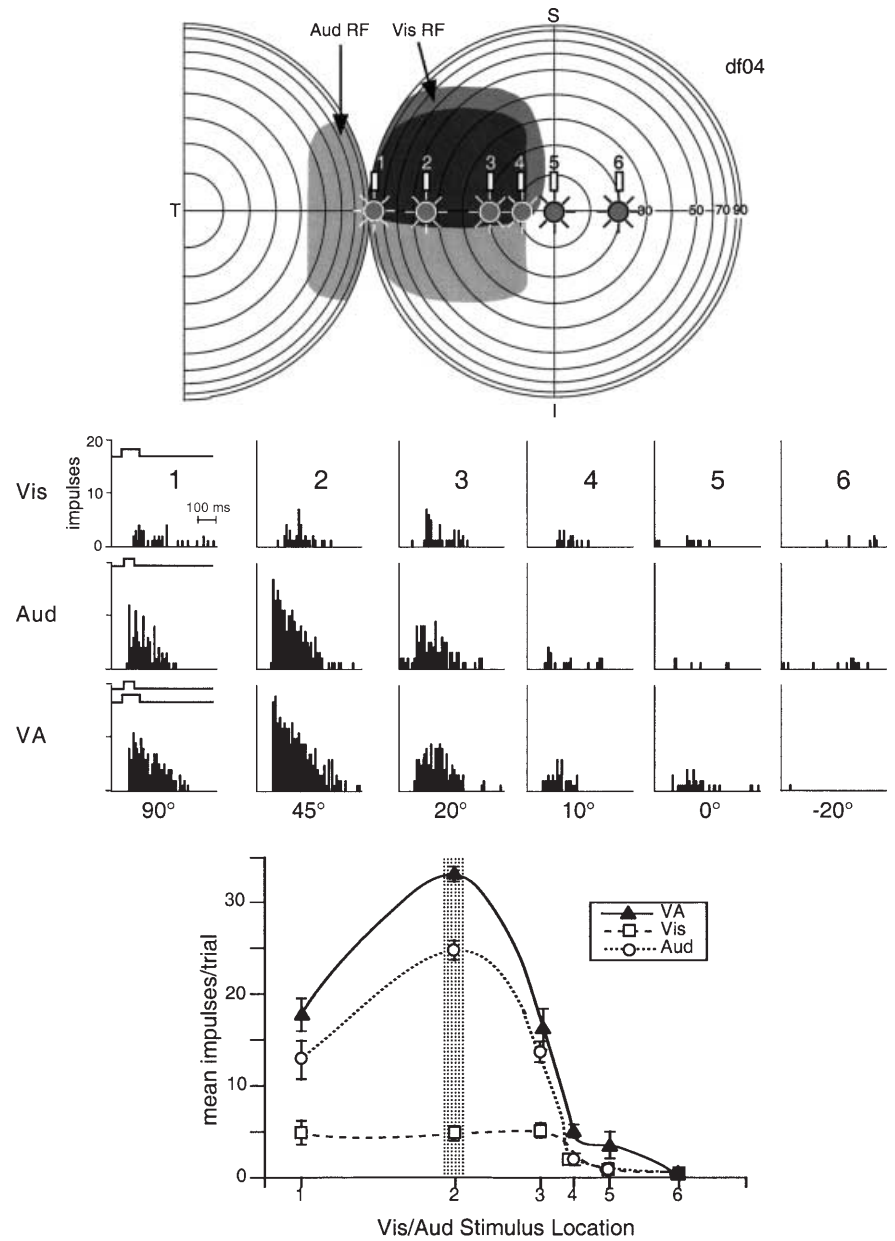 S
Aud RF Vis RF
df04
1 2 3 4 5 6
T 30 50 70 90
I
20
10
0
impulses
Vis 1 2 3 4 5 6
100 ms
Aud
VA
90° 45° 20° 10° 0° -20°
30
20
10
0
mean impulses/trial
VA
Vis
Aud
1 2 3 4 5 6
Vis/Aud Stimulus Location